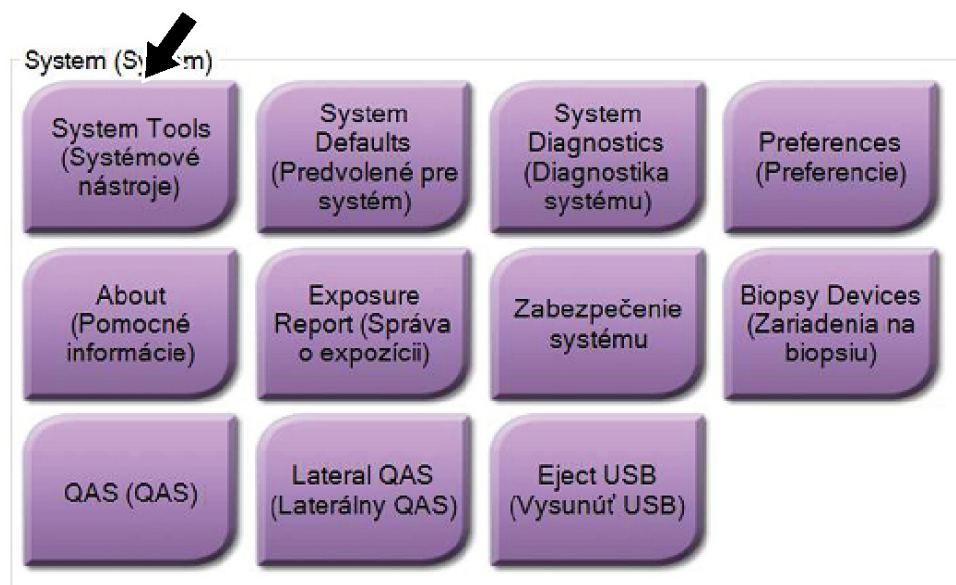 System (Sy m)
System Tools
(Systémové
nástroje)
System
Defaults
(Predvolené pre
systém)
System
Diagnostics
(Diagnostika
systému)
Preferences
(Preferencie)
About
(Pomocné
informácie)
Exposure
Report (Správa
o expozícii)
Zabezpečenie
systému
Biopsy Devices
(Zariadenia na
biopsiu)
QAS (QAS)
Lateral QAS
(Laterálny QAS)
Eject USB
(Vysunúť USB)